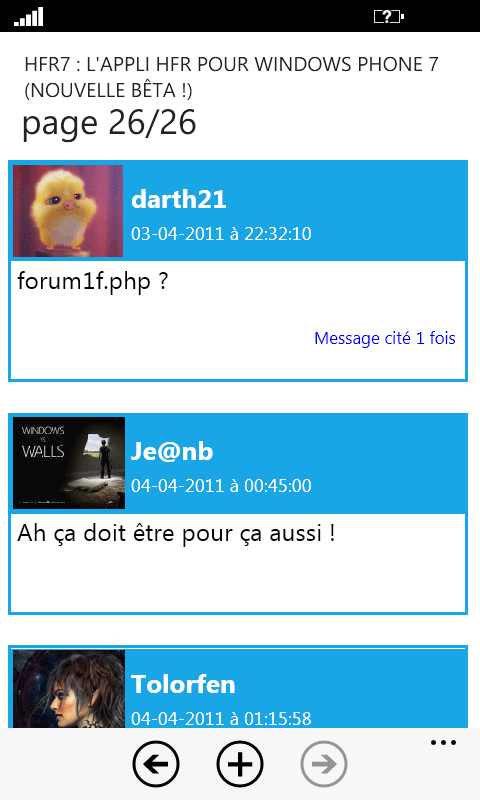 HFR7 : L'APPLI HFR POUR WINDOWS PHONE 7
(NOUVELLE BÊTA !)
page 26/26
darth21
03-04-2011 à 22:32:10
forum1f.php ?
Message cité 1 fois
WINDOWS
VS
WALLS
Je@nb
04-04-2011 à 00:45:00
Ah ça doit être pour ça aussi !
Tolorfen
04-04-2011 à 01:15:58